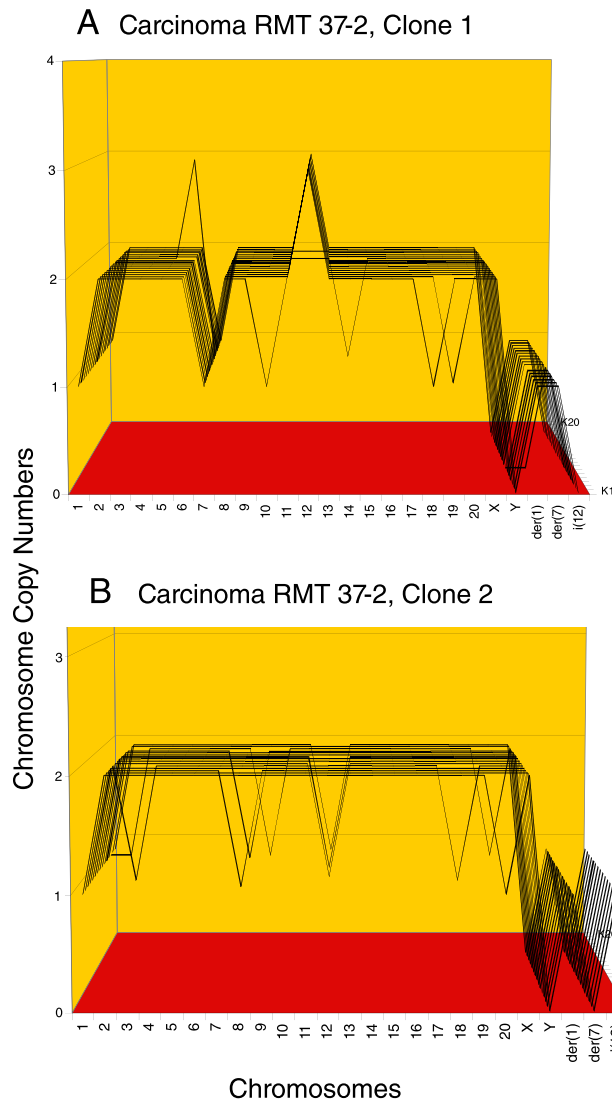 A Carcinoma RMT 37-2, Clone 1
4
3
2
1
0
K20
K1
1 2 3 4 5 6 7 8 9 10 11 12 13 14 15 16 17 18 19 20 X Y der(1) der(7) i(12)
Chromosome Copy Numbers
B Carcinoma RMT 37-2, Clone 2
3
2
1
0
1 2 3 4 5 6 7 8 9 10 11 12 13 14 15 16 17 18 19 20 X Y der(1) der(7)
Chromosomes